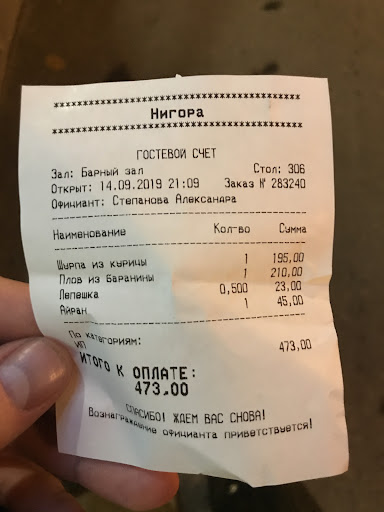 ************************************
Нигора
************************************
ГОСТЕВОЙ СЧЕТ
Зал: Барный зал Стол: 306
Открыт: 14.09.2019 21:09 Заказ № 283240
Официант: Степанова Александра
Наименование Кол-во Сумма
Шурпа из курицы 1 195,00
Плов из баранины 1 210,00
Лепешка 0,500 23,00
Айран 1 45,00
По категориям:
ИП 473,00
ИТОГО К ОПЛАТЕ:
473.00
СПАСИБО! ЖДЕМ ВАС СНОВА!
Вознаграждение официанта приветствуется!